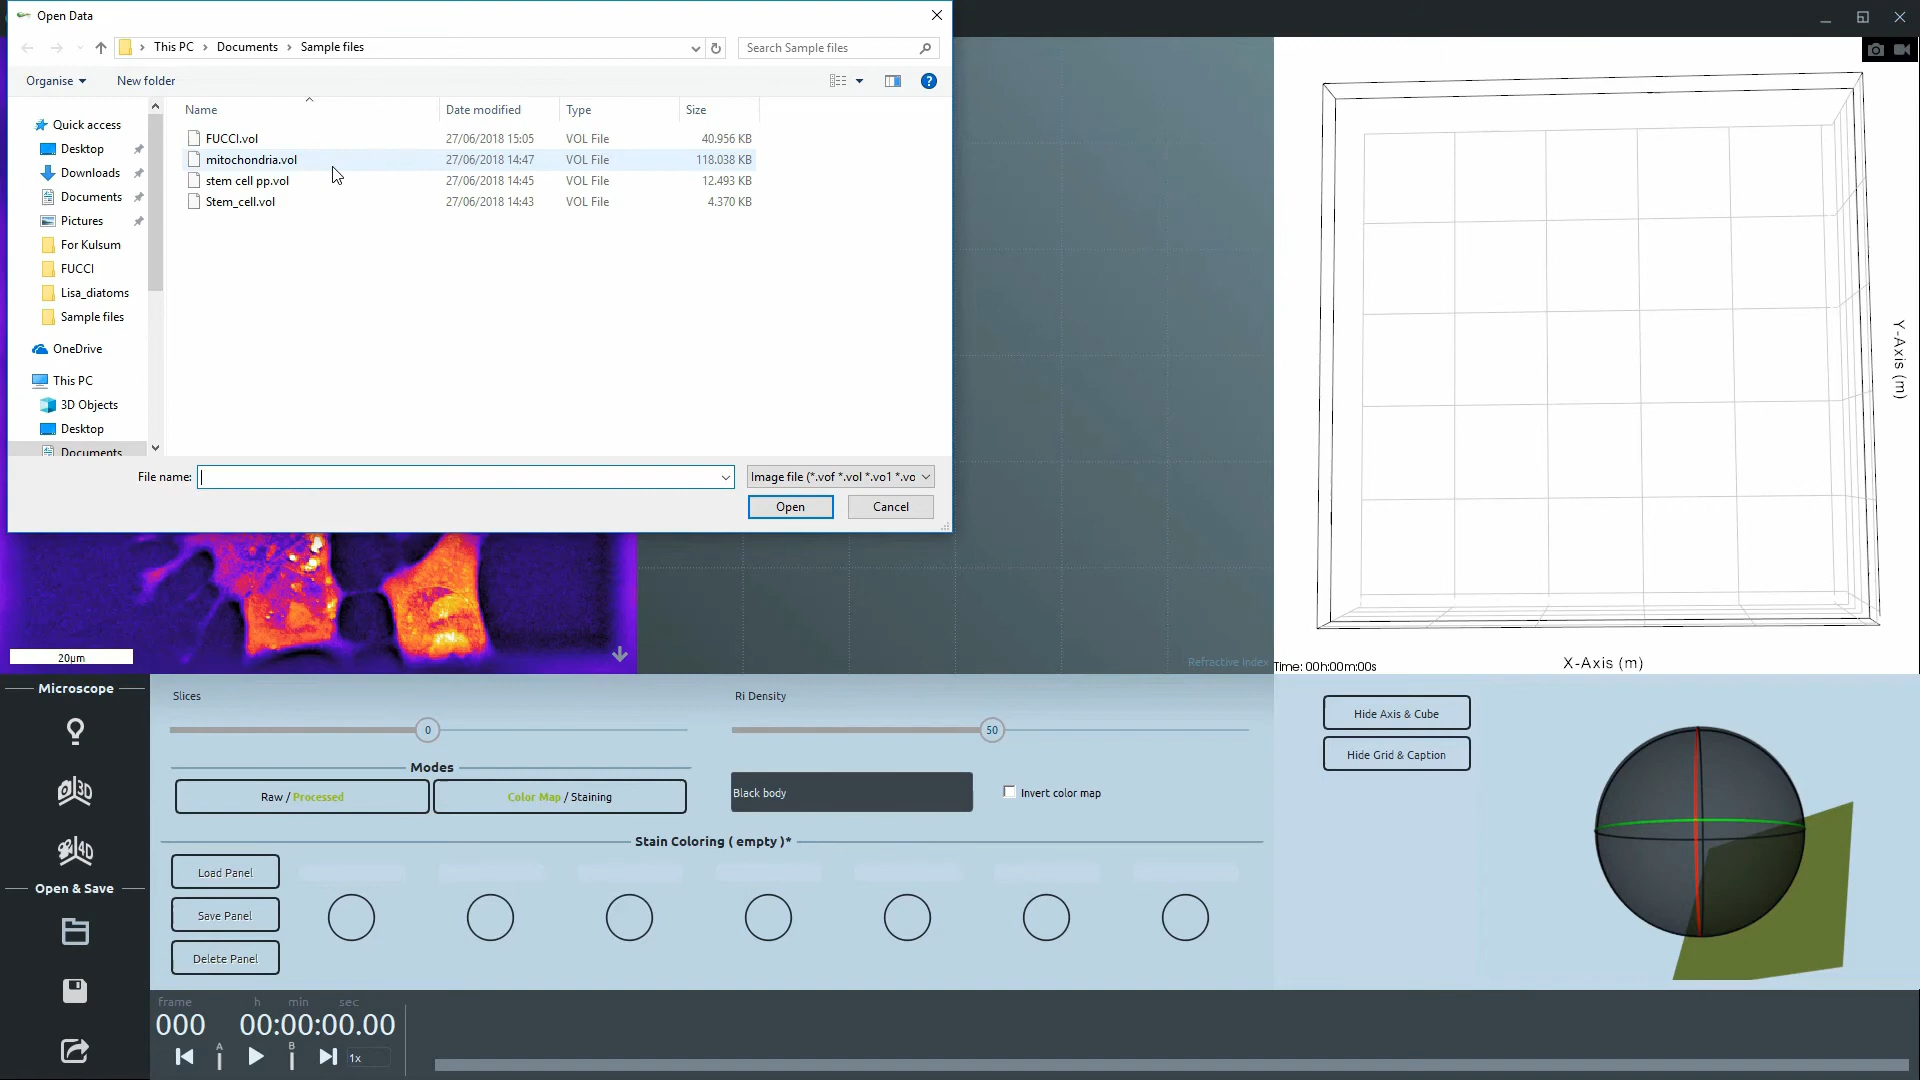 Open Data
This PC
Documents
Sample files
Search Sample files
Organise
New folder
Name
Date modified
Type
Size
Quick access
Desktop
Downloads
Documents
Pictures
For Kulsum
FUCCI
Lisa_diatoms
Sample files
OneDrive
This PC
3D Objects
Desktop
Documents
FUCCI.vol 27/06/2018 15:05 VOL File 40.956 KB
mitochondria.vol 27/06/2018 14:47 VOL File 118.038 KB
stem cell pp.vol 27/06/2018 14:45 VOL File 12.493 KB
Stem_cell.vol 27/06/2018 14:43 VOL File 4.370 KB
File name:
Image file (*.vof *.vol *.vo1 *.vo
Open
Cancel
20µm
Refractive Index
Y-Axis (m)
X-Axis (m)
Time: 00h:00m:00s
Microscope
3D
4D
Open & Save
Slices
0
Ri Density
50
Modes
Raw / Processed
Color Map / Staining
Black body
Invert color map
Stain Coloring ( empty )*
Load Panel
Save Panel
Delete Panel
Hide Axis & Cube
Hide Grid & Caption
frame h min sec
000 00:00:00.00
A
B
1x